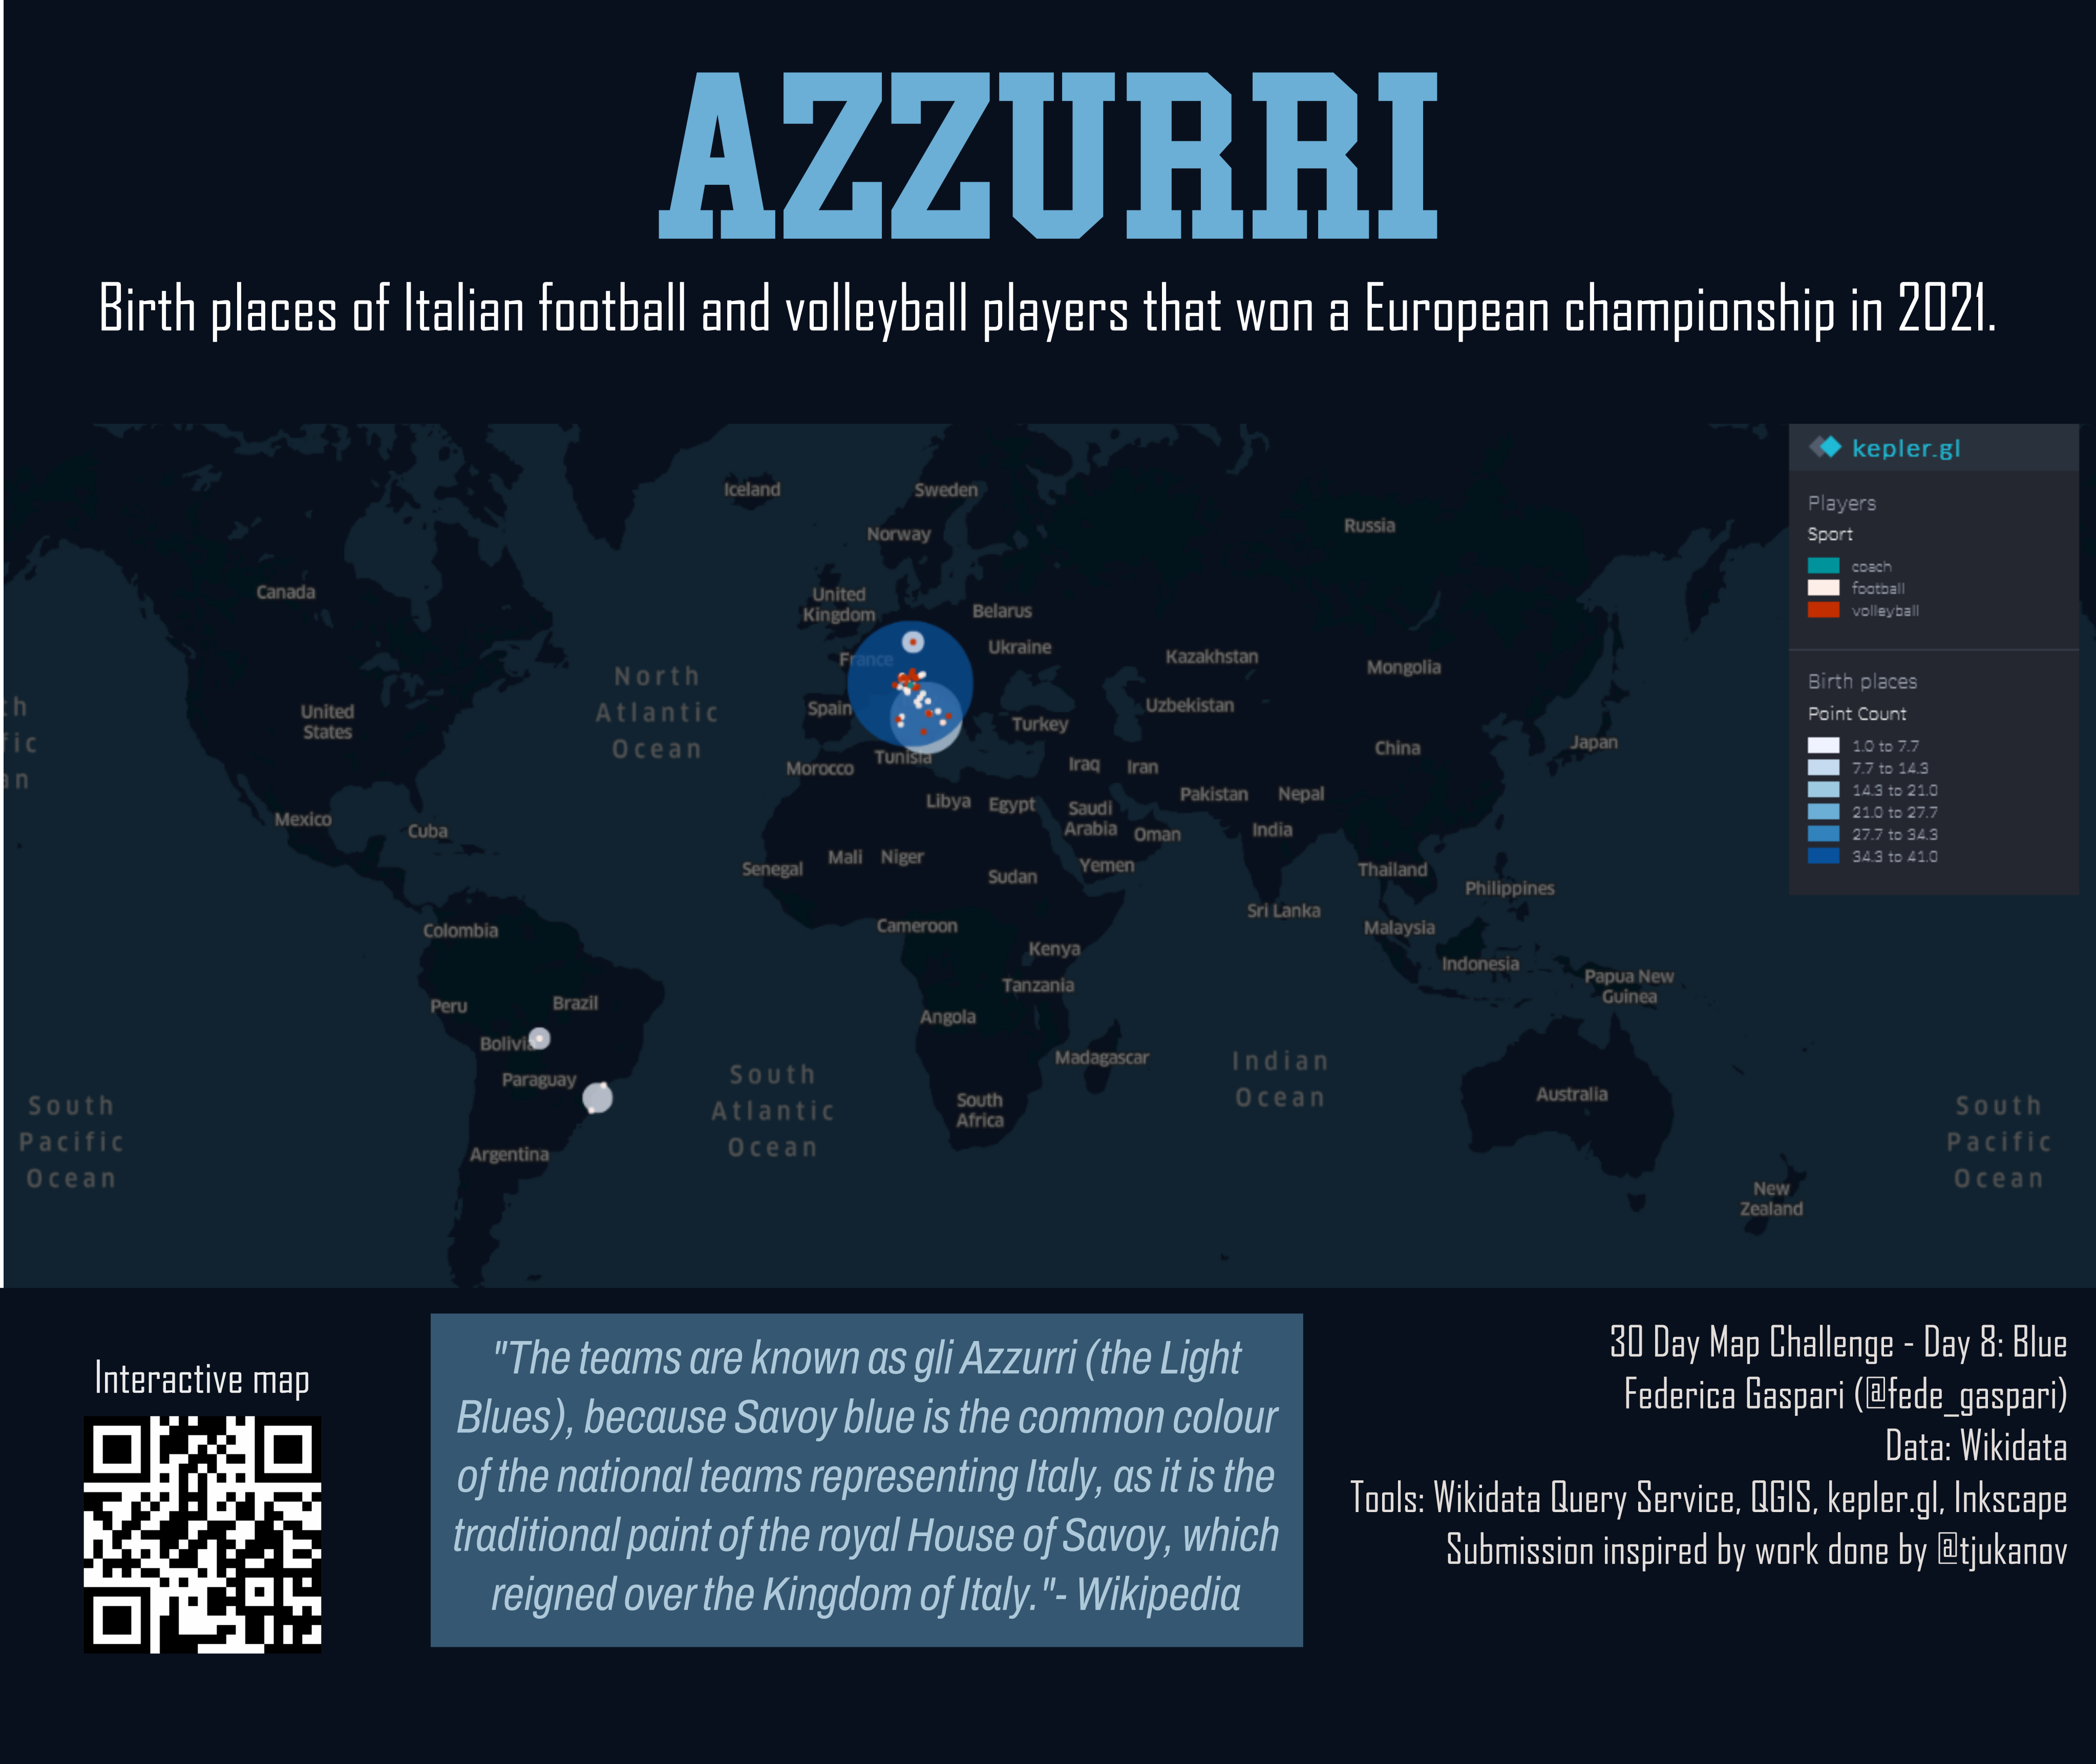 AZZURRI
Birth places of Italian football and volleyball players that won a European championship in 2021.
kepler.gl
Players
Sport
coach
football
volleyball
Birth places
Point Count
1.0 to 7.7
7.7 to 14.3
14.3 to 21.0
21.0 to 27.7
27.7 to 34.3
34.3 to 41.0
Iceland
Sweden
Norway
Russia
Canada
United
Kingdom
Belarus
Ukraine
France
Kazakhstan
Mongolia
North
Atlantic
Ocean
United
States
Spain
Uzbekistan
Turkey
Tunisia
China
Japan
Morocco
Iraq
Iran
Libya
Egypt
Saudi
Arabia
Pakistan
Nepal
Mexico
Cuba
Oman
India
Senegal
Mali
Niger
Sudan
Yemen
Thailand
Philippines
Sri Lanka
Colombia
Cameroon
Malaysia
Kenya
Indonesia
Tanzania
Papua New
Guinea
Peru
Brazil
Angola
Bolivia
Madagascar
Paraguay
South
Atlantic
Ocean
Indian
Ocean
South
Africa
Australia
South
Pacific
Ocean
Argentina
South
Pacific
Ocean
New
Zealand
Interactive map
"The teams are known as gli Azzurri (the Light
Blues), because Savoy blue is the common colour
of the national teams representing Italy, as it is the
traditional paint of the royal House of Savoy, which
reigned over the Kingdom of Italy."- Wikipedia
30 Day Map Challenge - Day 8: Blue
Federica Gaspari (@fede_gaspari)
Data: Wikidata
Tools: Wikidata Query Service, QGIS, kepler.gl, Inkscape
Submission inspired by work done by @tjukanov